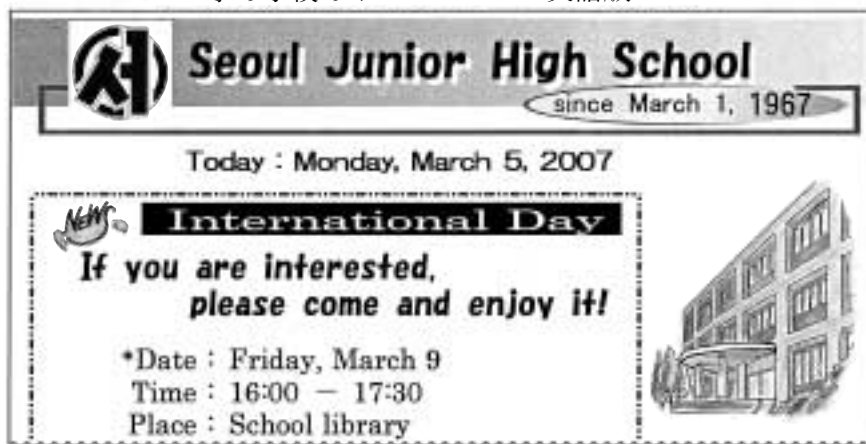 Seoul Junior High School
since March 1, 1967
Today : Monday, March 5, 2007
NEW
International Day
If you are interested,
please come and enjoy it!
*Date : Friday, March 9
Time : 16:00 − 17:30
Place : School library